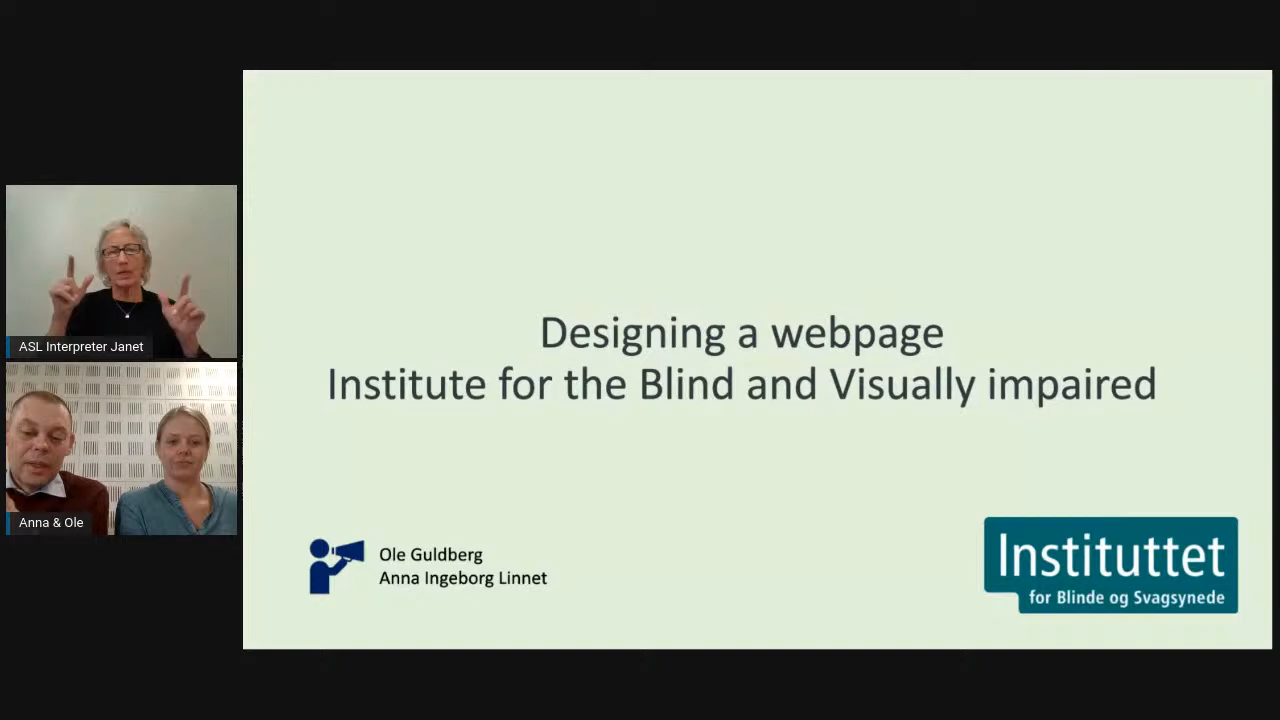 ASL Interpreter Janet
Anna & Ole
Designing a webpage
Institute for the Blind and Visually impaired
Ole Guldberg
Anna Ingeborg Linnet
Instituttet
for Blinde og Svagsynede